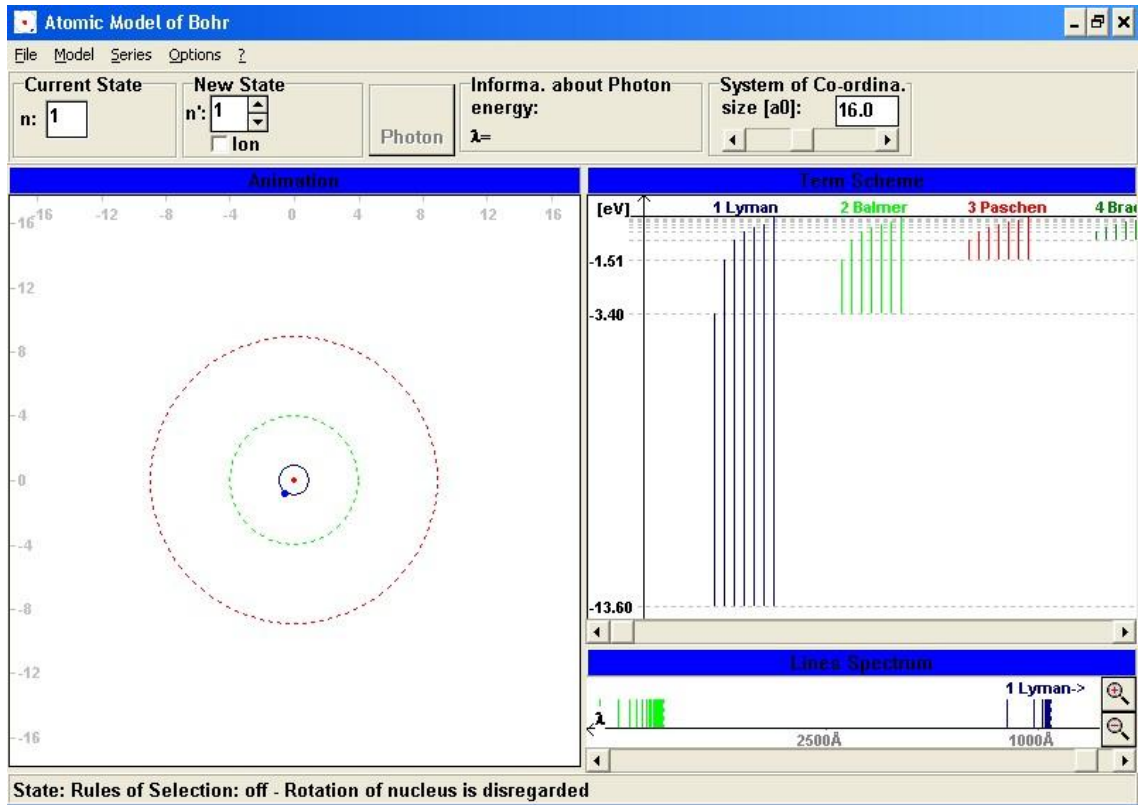 Atomic Model of Bohr
File Model Series Options ?
Current State
n: 1
New State
n': 1
Ion
Photon
Informa. about Photon
energy:
λ=
System of Co-ordina.
size [a0]: 16.0
Animation
-16 -12 -8 -4 0 4 8 12 16
-16
-12
-8
-4
0
-4
-8
-12
-16
Term Scheme
[eV] 1 Lyman 2 Balmer 3 Paschen 4 Brac
-1.51
-3.40
-13.60
Lines Spectrum
1 Lyman->
λ
2500Å 1000Å
State: Rules of Selection: off - Rotation of nucleus is disregarded